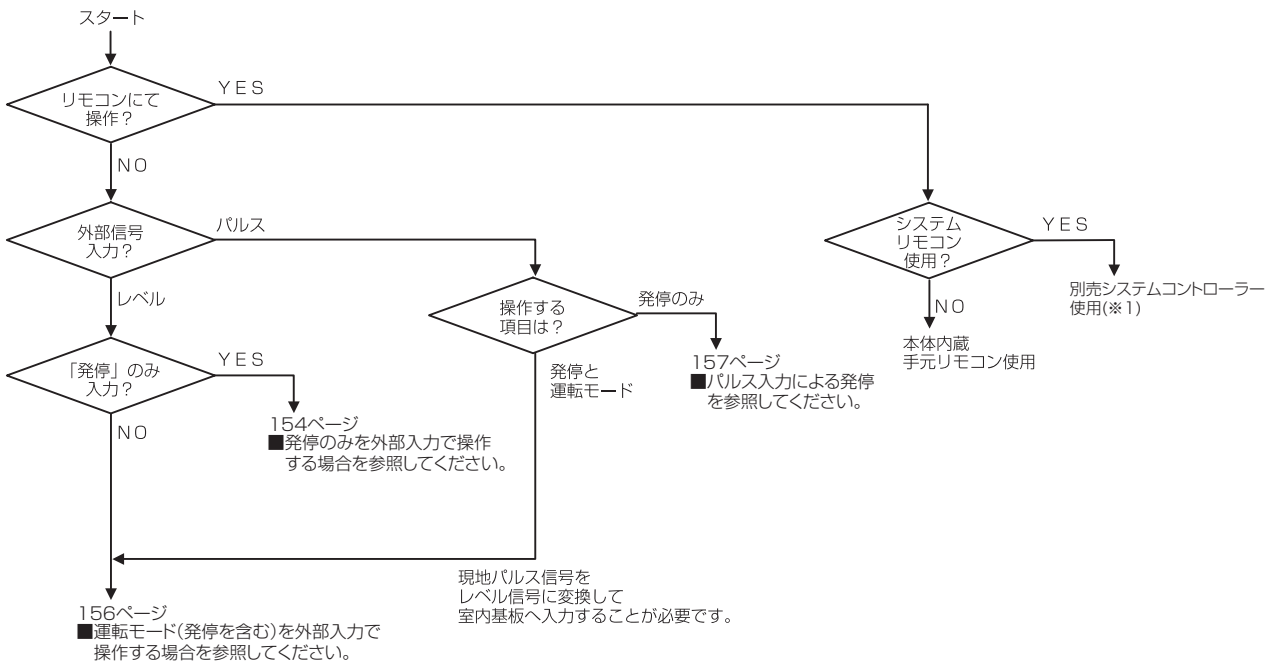 スタート
リモコンにて
操作？
YES
NO
外部信号
入力？
パルス
レベル
「発停」のみ
入力？
YES
NO
154ページ
■発停のみを外部入力で操作
する場合を参照してください。
操作する
項目は？
発停のみ
発停と
運転モード
157ページ
■パルス入力による発停
を参照してください。
システム
リモコン
使用？
YES
NO
別売システムコントローラー
使用(※1)
本体内蔵
手元リモコン使用
現地パルス信号を
レベル信号に変換して
室内基板へ入力することが必要です。
156ページ
■運転モード(発停を含む)を外部入力で
操作する場合を参照してください。